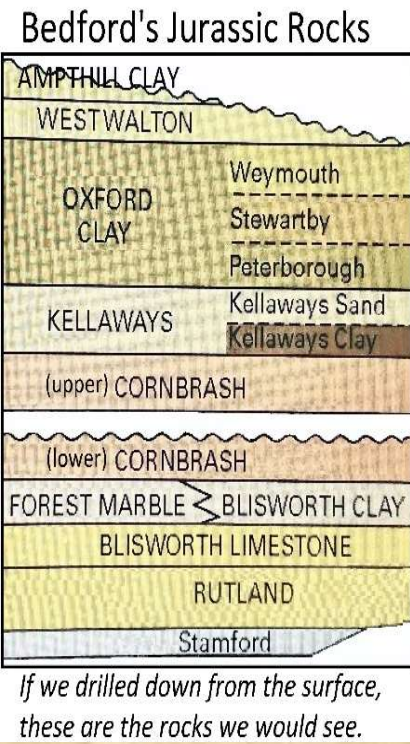 Bedford's Jurassic Rocks
AMPTHILL CLAY
WESTWALTON
OXFORD
CLAY
Weymouth
Stewartby
Peterborough
KELLAWAYS
Kellaways Sand
Kellaways Clay
(upper) CORNBRASH
(lower) CORNBRASH
FOREST MARBLE
BLISWORTH CLAY
BLISWORTH LIMESTONE
RUTLAND
Stamford
If we drilled down from the surface,
these are the rocks we would see.